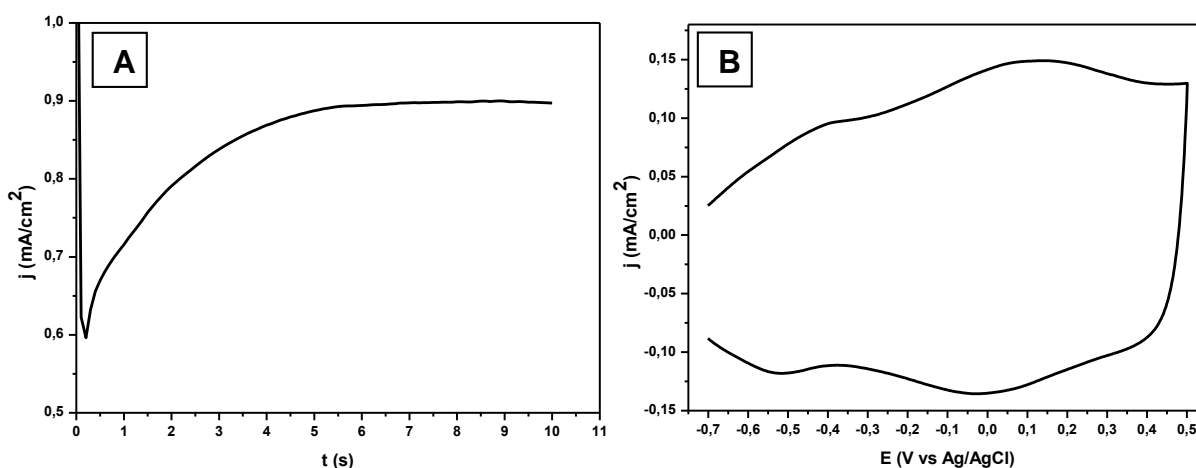 A
j (mA/cm²)
1,0
0,9
0,8
0,7
0,6
0,5
0 1 2 3 4 5 6 7 8 9 10 11
t (s)
B
j (mA/cm²)
0,15
0,10
0,05
0,00
-0,05
-0,10
-0,15
-0,7 -0,6 -0,5 -0,4 -0,3 -0,2 -0,1 0,0 0,1 0,2 0,3 0,4 0,5
E (V vs Ag/AgCl)